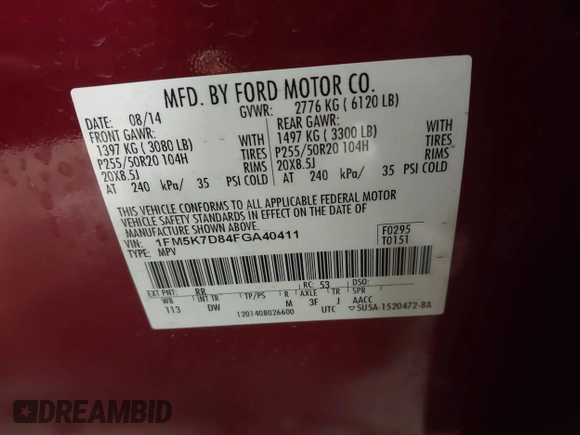 MFD. BY FORD MOTOR CO.
DATE: 08/14 GVWR: 2776 KG ( 6120 LB)
FRONT GAWR: REAR GAWR:
1397 KG ( 3080 LB) 1497 KG ( 3300 LB)
P255/50R20 104H TIRES P255/50R20 104H TIRES
20X8.5J RIMS 20X8.5J RIMS
AT 240 kPa/ 35 PSI COLD AT 240 kPa/ 35 PSI COLD
THIS VEHICLE CONFORMS TO ALL APPLICABLE FEDERAL MOTOR
VEHICLE SAFETY STANDARDS IN EFFECT ON THE DATE OF MANUFACTURE
SHOWN ABOVE.
VIN: 1FM5K7D84FGA40411 F0295
TYPE: MPV T0151
EXT PNT: RR RC: 53 DSO:
WB INT TR TP/PS R AXLE TR SPR
113 DW M 3F J AACC
120140B026600 UTC ▽5U5A-1520472-BA
DREAMBID